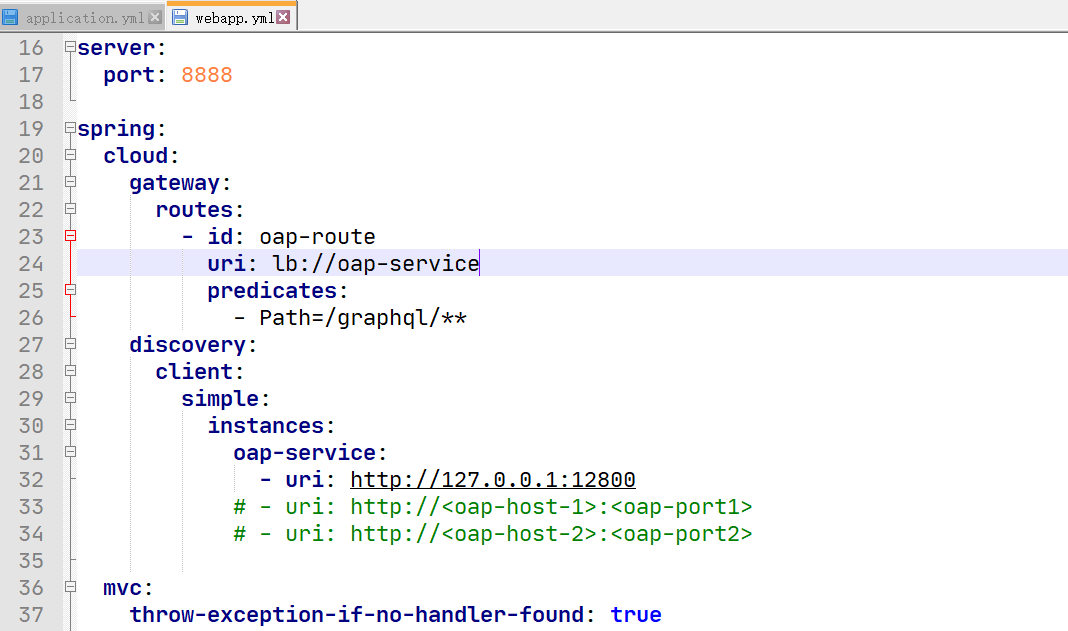 application.yml webapp.yml
16 server:
17   port: 8888
18
19 spring:
20   cloud:
21     gateway:
22       routes:
23         - id: oap-route
24           uri: lb://oap-service
25           predicates:
26             - Path=/graphql/**
27     discovery:
28       client:
29         simple:
30           instances:
31             oap-service:
32               - uri: http://127.0.0.1:12800
33             # - uri: http://<oap-host-1>:<oap-port1>
34             # - uri: http://<oap-host-2>:<oap-port2>
35
36   mvc:
37     throw-exception-if-no-handler-found: true